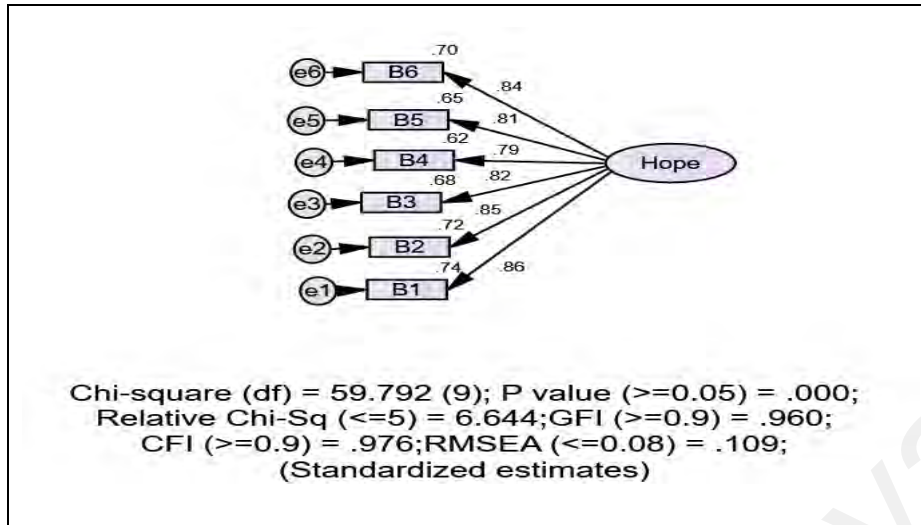 .70
e6 B6
.84
.65
e5 B5
.81
.62
e4 B4
.79
Hope
.68
.82
e3 B3
.85
.72
e2 B2
.74
.86
e1 B1
Chi-square (df) = 59.792 (9); P value (>=0.05) = .000;
Relative Chi-Sq (<=5) = 6.644;GFI (>=0.9) = .960;
CFI (>=0.9) = .976;RMSEA (<=0.08) = .109;
(Standardized estimates)